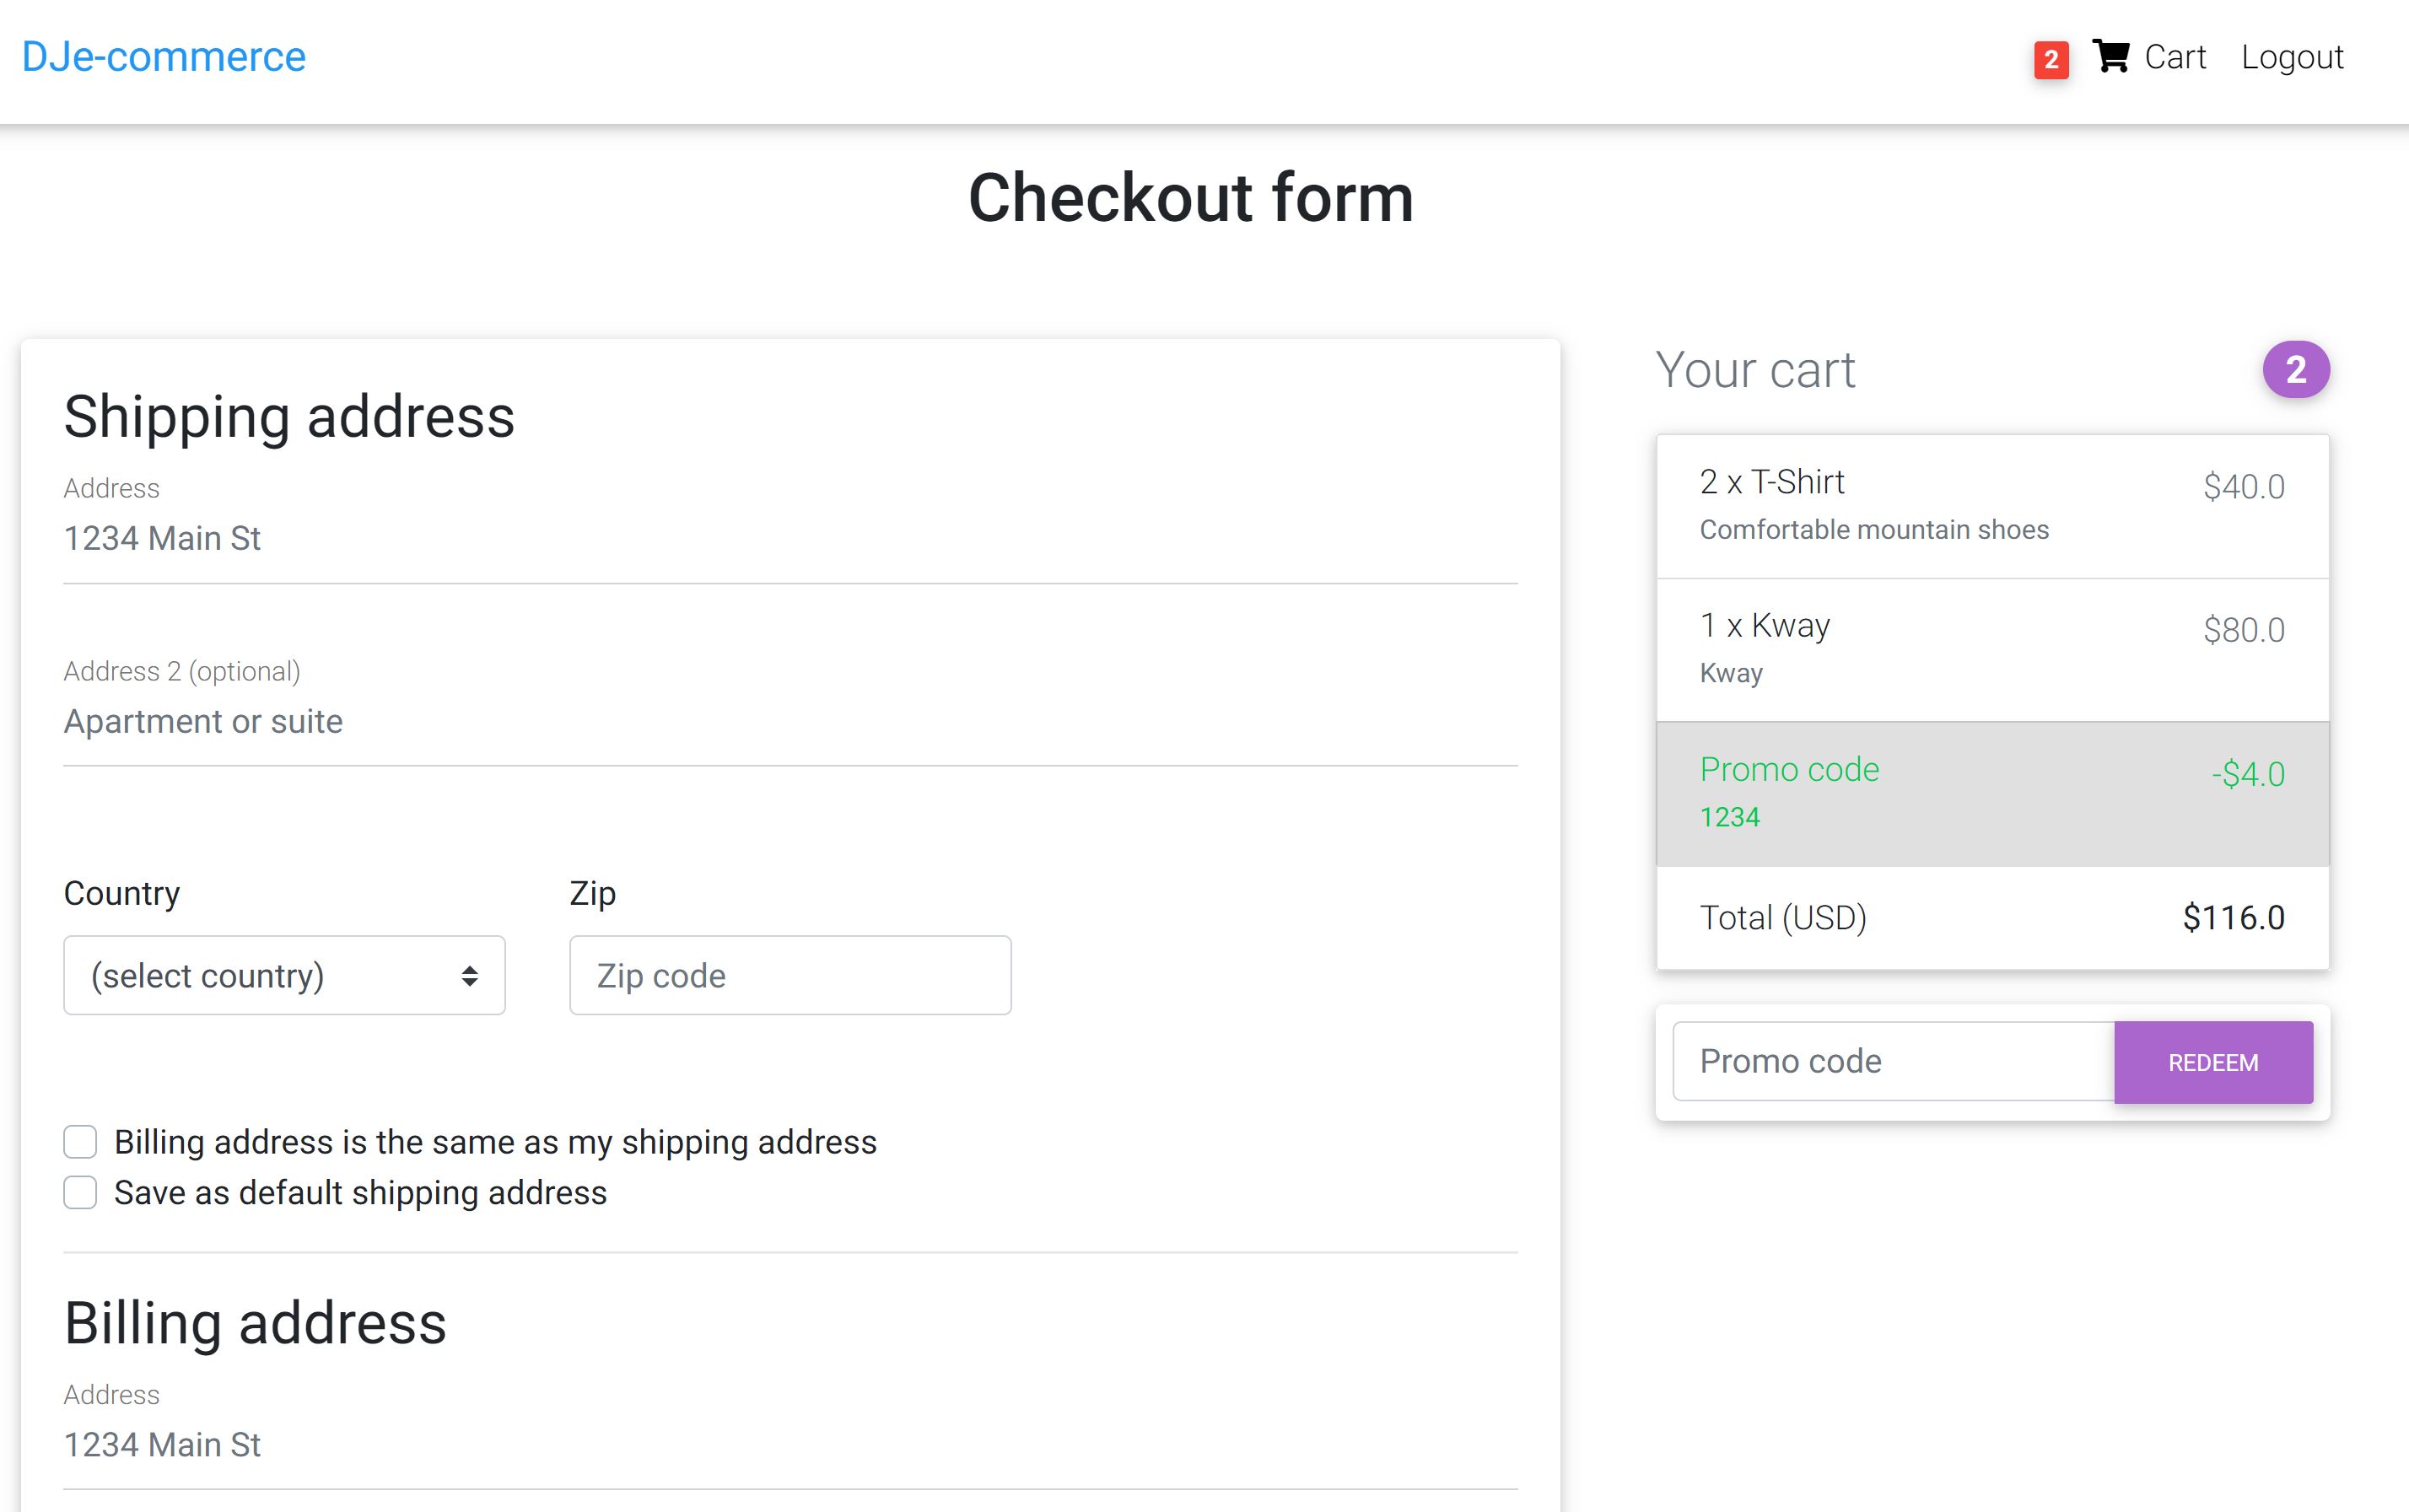 DJe-commerce
2 Cart Logout
Checkout form
Shipping address
Address
1234 Main St
Address 2 (optional)
Apartment or suite
Country Zip
(select country) Zip code
Billing address is the same as my shipping address
Save as default shipping address
Billing address
Address
1234 Main St
Your cart 2
2 x T-Shirt $40.0
Comfortable mountain shoes
1 x Kway $80.0
Kway
Promo code -$4.0
1234
Total (USD) $116.0
Promo code REDEEM